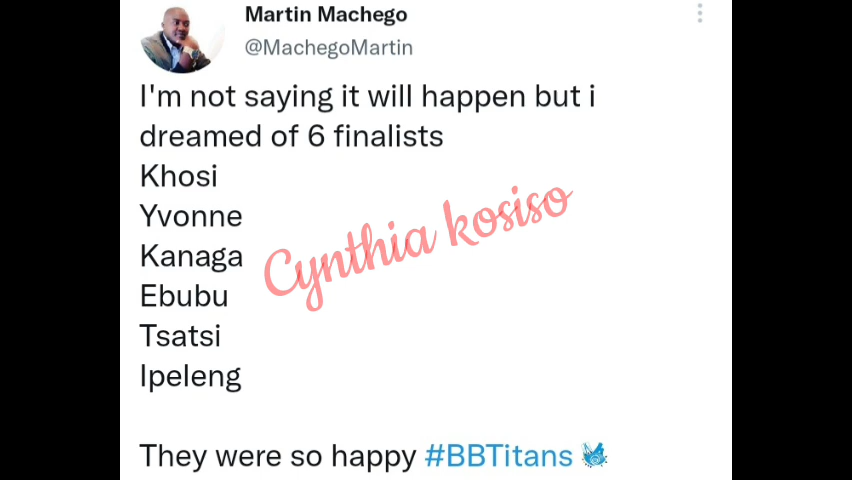 Martin Machego
@MachegoMartin
I'm not saying it will happen but i
dreamed of 6 finalists
Khosi
Yvonne
Kanaga
Ebubu
Tsatsi
Ipeleng
Cynthia kosiso
They were so happy #BBTitans